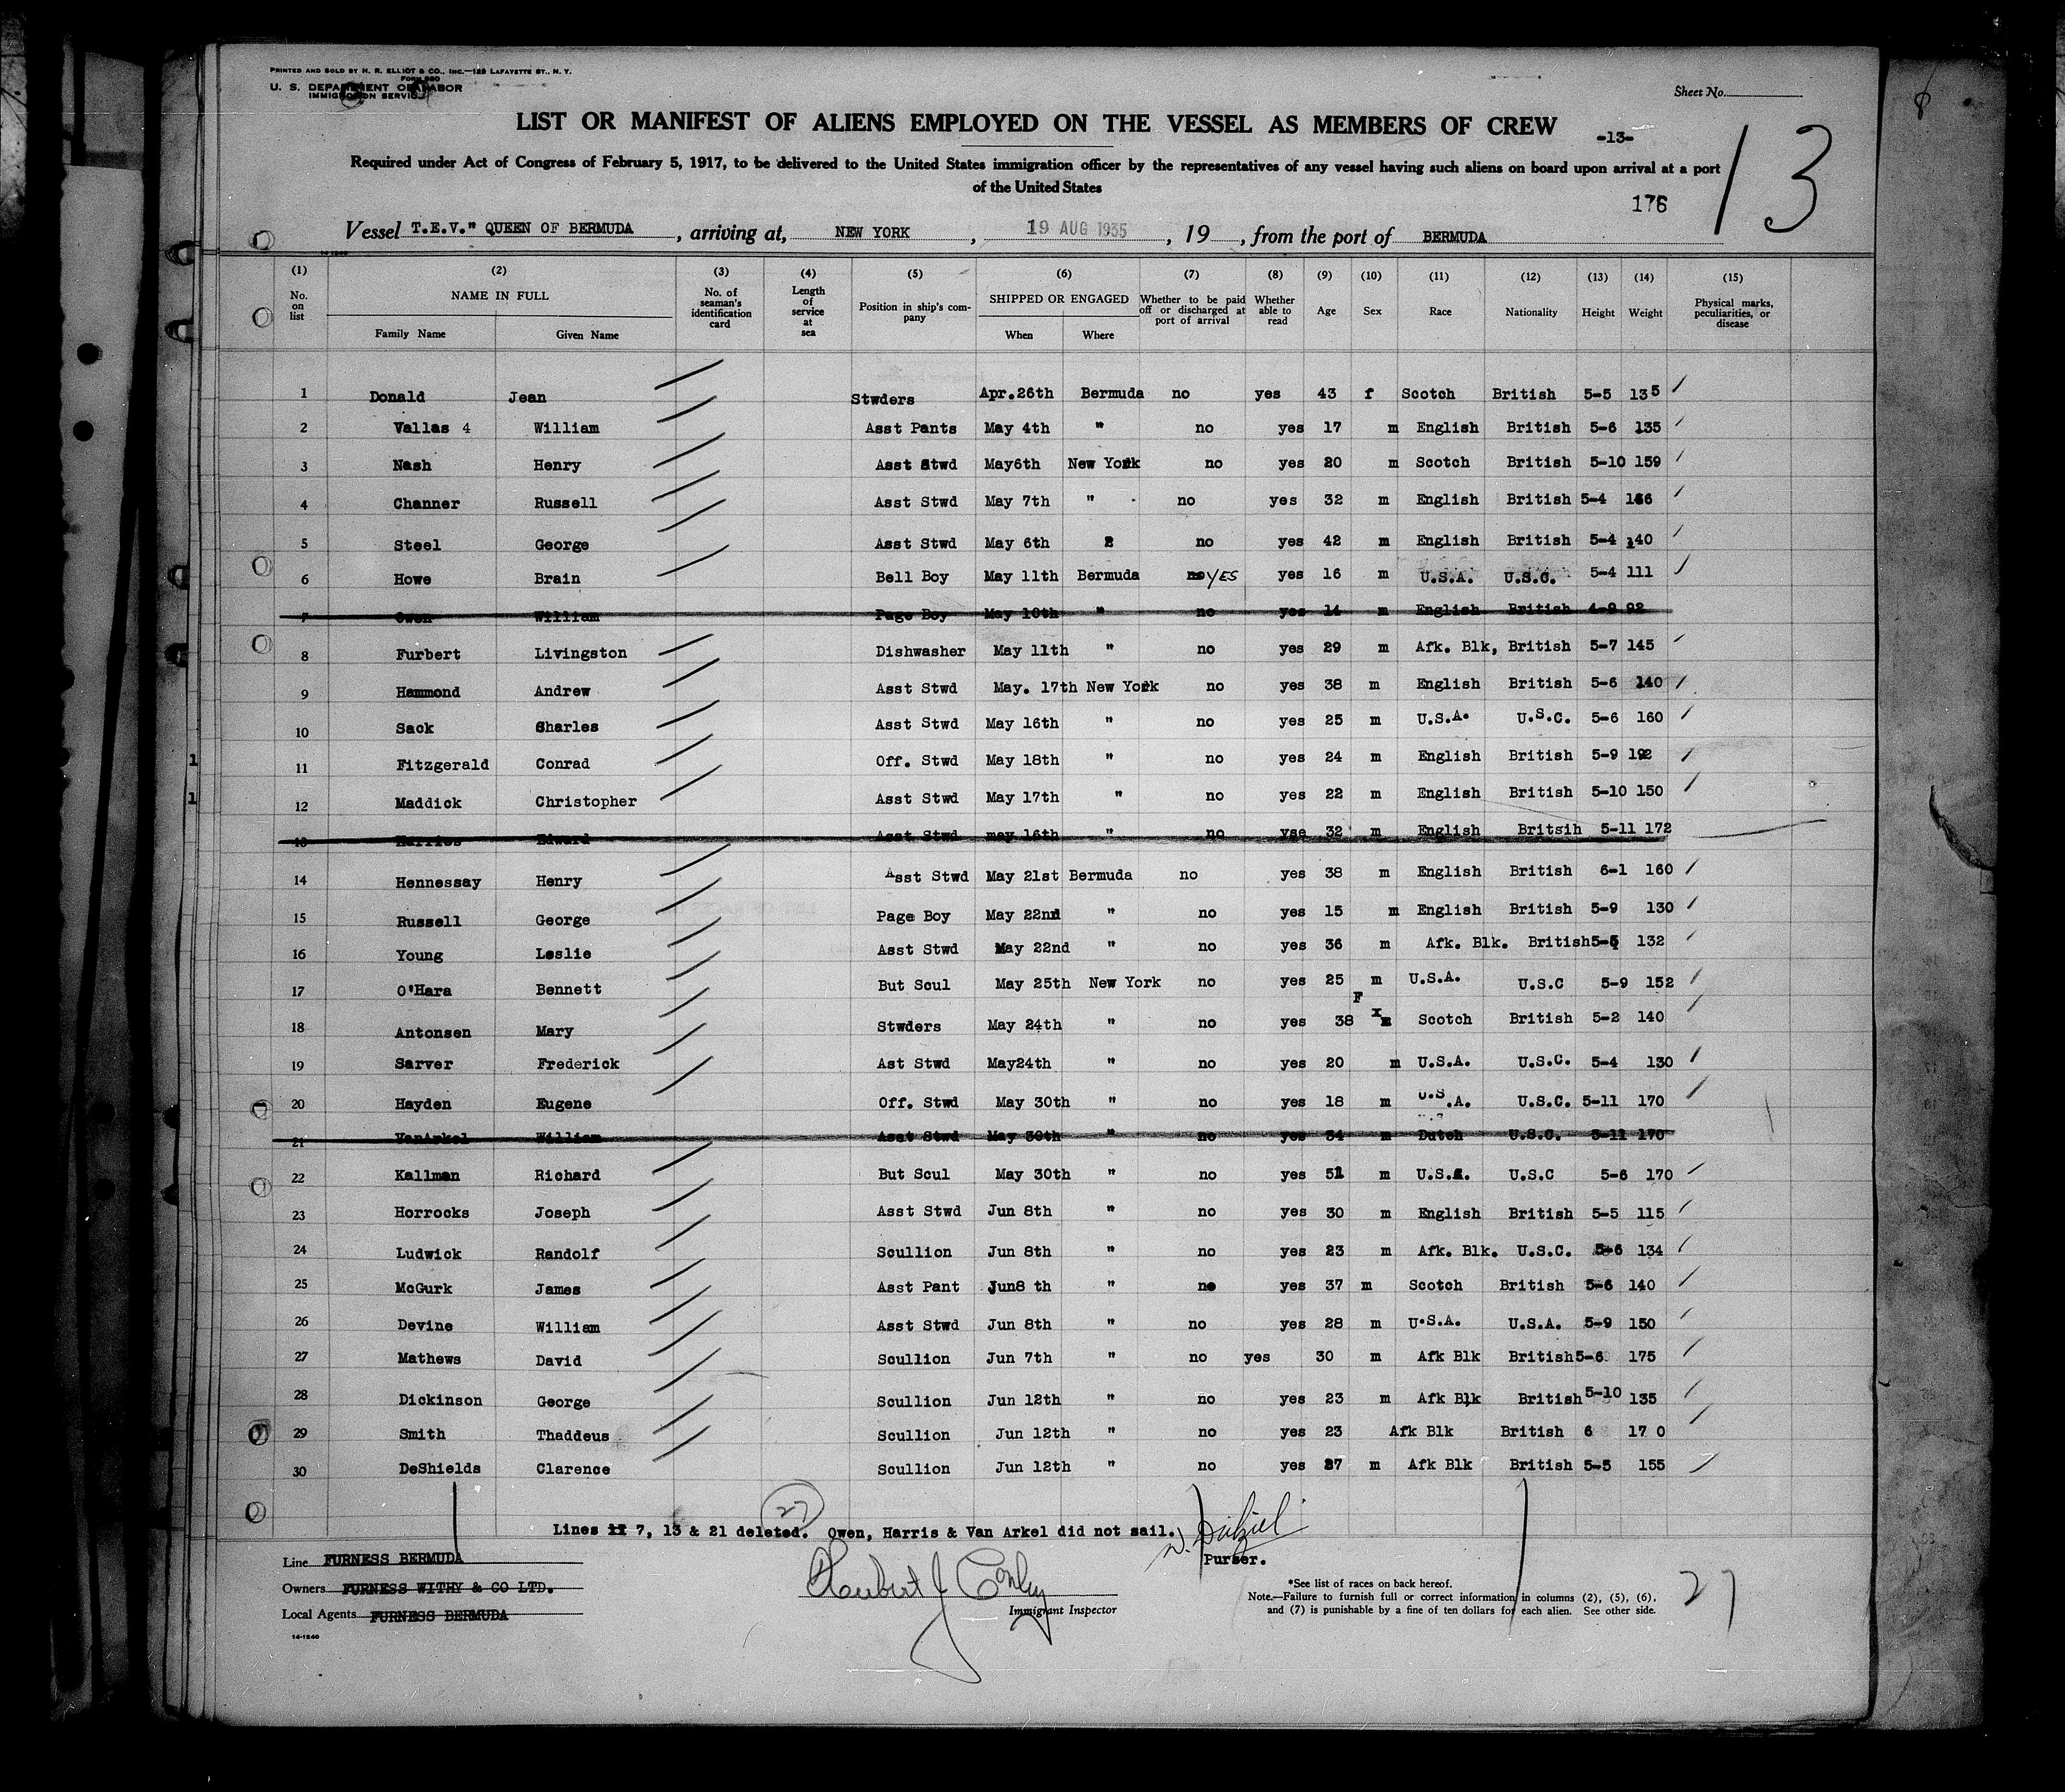 PRINTED AND SOLD BY H. R. ELLIOT & CO., INC.—129 LAFAYETTE ST., N. Y.
U. S. DEPARTMENT OF LABOR
IMMIGRATION SERVICE
Sheet No.
LIST OR MANIFEST OF ALIENS EMPLOYED ON THE VESSEL AS MEMBERS OF CREW
-13- 13
Required under Act of Congress of February 5, 1917, to be delivered to the United States immigration officer by the representatives of any vessel having such aliens on board upon arrival at a port
of the United States
176
Vessel T.E.V." QUEEN OF BERMUDA, arriving at, NEW YORK, 19 AUG 1935, 19, from the port of BERMUDA
(1) (2) (3) (4) (5) (6) (7) (8) (9) (10) (11) (12) (13) (14) (15)
No. on list NAME IN FULL Family Name Given Name No. of seaman's identification card Length of service at sea Position in ship's company SHIPPED OR ENGAGED When Where Whether to be paid off or discharged at port of arrival Whether able to read Age Sex Race Nationality Height Weight Physical marks, peculiarities, or disease
1 Donald Jean Stwders Apr.26th Bermuda no yes 43 f Scotch British 5-5 135
2 Vallas 4 William Asst Pants May 4th " no yes 17 m English British 5-6 135
3 Nash Henry Asst Stwd May6th New York no yes 20 m Scotch British 5-10 159
4 Channer Russell Asst Stwd May 7th " no yes 32 m English British 5-4 166
5 Steel George Asst Stwd May 6th no yes 42 m English British 5-4 140
6 Howe Brain Bell Boy May 11th Bermuda no YES yes 16 m U.S.A. U.S.C. 5-4 111
7 Owen William Page Boy May 10th " no yes 14 m English British 4-9 92
8 Furbert Livingston Dishwasher May 11th " no yes 29 m Afk. Blk, British 5-7 145
9 Hammond Andrew Asst Stwd May. 17th New York no yes 38 m English British 5-6 140
10 Sack Sharles Asst Stwd May 16th " no yes 25 m U.S.A. U.S.C. 5-6 160
11 Fitzgerald Conrad Off. Stwd May 18th " no yes 24 m English British 5-9 192
12 Maddick Christopher Asst Stwd May 17th " no yes 22 m English British 5-10 150
13 Harries Edward Asst Stwd may 16th " no yse 32 m English Britsih 5-11 172
14 Hennessay Henry Asst Stwd May 21st Bermuda no yes 38 m English British 6-1 160
15 Russell George Page Boy May 22nd " no yes 15 m English British 5-9 130
16 Young Leslie Asst Stwd May 22nd " no yes 36 m Afk. Blk. British 5-5 132
17 O'Hara Bennett But Scul May 25th New York no yes 25 m U.S.A. U.S.C 5-9 152
18 Antonsen Mary Stwders May 24th " no yes 38 F x m Scotch British 5-2 140
19 Sarver Frederick Ast Stwd May24th " no yes 20 m U.S.A. U.S.C. 5-4 130
20 Hayden Eugene Off. Stwd May 30th " no yes 18 m U.S.A. U.S.C. 5-11 170
21 VanArkel William Asst Stwd May 30th " no yes 34 m Dutch U.S.C. 5-11 170
22 Kallman Richard But Scul May 30th " no yes 51 m U.S.A. U.S.C 5-6 170
23 Horrocks Joseph Asst Stwd Jun 8th " no yes 30 m English British 5-5 115
24 Ludwick Randolf Scullion Jun 8th " no yes 23 m Afk. Blk. U.S.C. 5-6 134
25 McGurk James Asst Pant Jun8 th " no yes 37 m Scotch British 5-6 140
26 Devine William Asst Stwd Jun 8th " no yes 28 m U.S.A. U.S.A. 5-9 150
27 Mathews David Scullion Jun 7th " no yes 30 m Afk Blk British 5-6 175
28 Dickinson George Scullion Jun 12th " no yes 23 m Afk Blk British 5-10 135
29 Smith Thaddeus Scullion Jun 12th " no yes 23 Afk Blk British 6 17 0
30 DeShields Clarence Scullion Jun 12th " no yes 27 m Afk Blk British 5-5 155
27
Lines 7, 13 & 21 deleted. Owen, Harris & Van Arkel did not sail.
Purser.
Line FURNESS BERMUDA
Owners FURNESS WITHY & CO LTD.
Local Agents FURNESS BERMUDA
14-1240
Herbert J Conley
Immigrant Inspector
*See list of races on back hereof.
Note.—Failure to furnish full or correct information in columns (2), (5), (6),
and (7) is punishable by a fine of ten dollars for each alien. See other side.
27